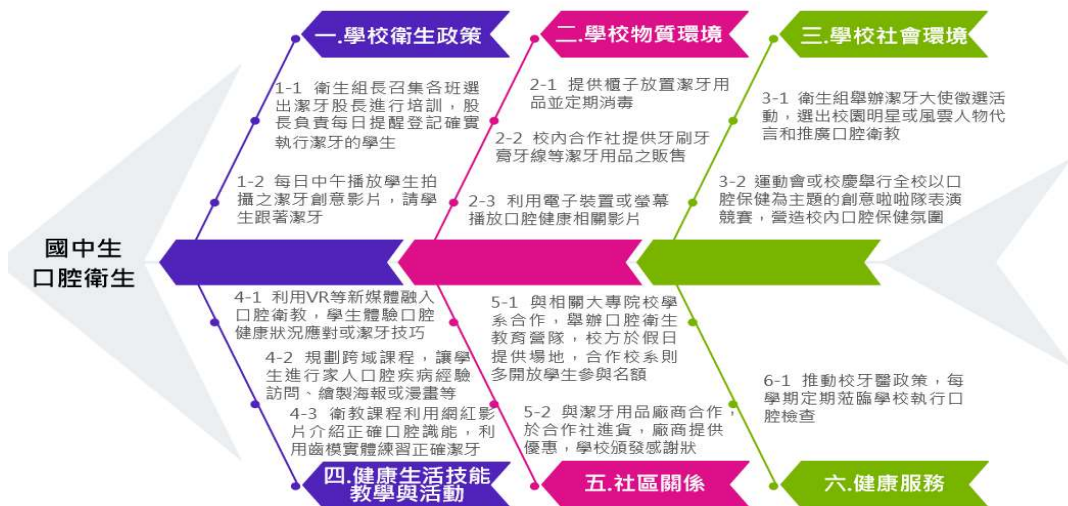 一.學校衛生政策
1-1 衛生組長召集各班選
出潔牙股長進行培訓，股
長負責每日提醒登記確實
執行潔牙的學生
1-2 每日中午播放學生拍
攝之潔牙創意影片，請學
生跟著潔牙
二.學校物質環境
2-1 提供櫃子放置潔牙用
品並定期消毒
2-2 校內合作社提供牙刷牙
膏牙線等潔牙用品之販售
2-3 利用電子裝置或螢幕
播放口腔健康相關影片
三.學校社會環境
3-1 衛生組舉辦潔牙大使徵選活
動，選出校園明星或風雲人物代
言和推廣口腔衛教
3-2 運動會或校慶舉行全校以口
腔保健為主題的創意啦啦隊表演
競賽，營造校內口腔保健氛圍
國中生
口腔衛生
4-1 利用VR等新媒體融入
口腔衛教，學生體驗口腔
健康狀況應對或潔牙技巧
4-2 規劃跨域課程，讓學
生進行家人口腔疾病經驗
訪問、繪製海報或漫畫等
4-3 衛教課程利用網紅影
片介紹正確口腔識能，利
用齒模實體練習正確潔牙
四.健康生活技能
教學與活動
5-1 與相關大專院校學
系合作，舉辦口腔衛生
教育營隊，校方於假日
提供場地，合作校系則
多開放學生參與名額
5-2 與潔牙用品廠商合作，
於合作社進貨，廠商提供
優惠，學校頒發感謝狀
五.社區關係
6-1 推動校牙醫政策，每
學期定期蒞臨學校執行口
腔檢查
六.健康服務